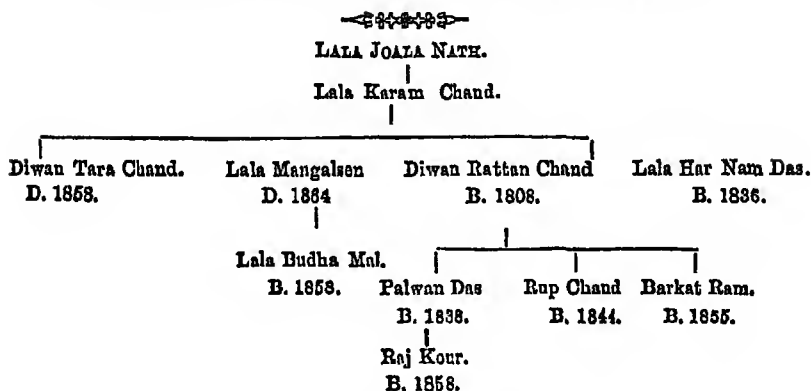 LALA JOALA NATH.
Lala Karam Chand.
Diwan Tara Chand. Lala Mangalsen Diwan Rattan Chand Lala Har Nam Das.
D. 1858. D. 1864 B. 1808. B. 1836.
Lala Budha Mal.
B. 1858. Palwan Das Rup Chand Barkat Ram.
B. 1838. B. 1844. B. 1855.
Raj Kour.
B. 1858.